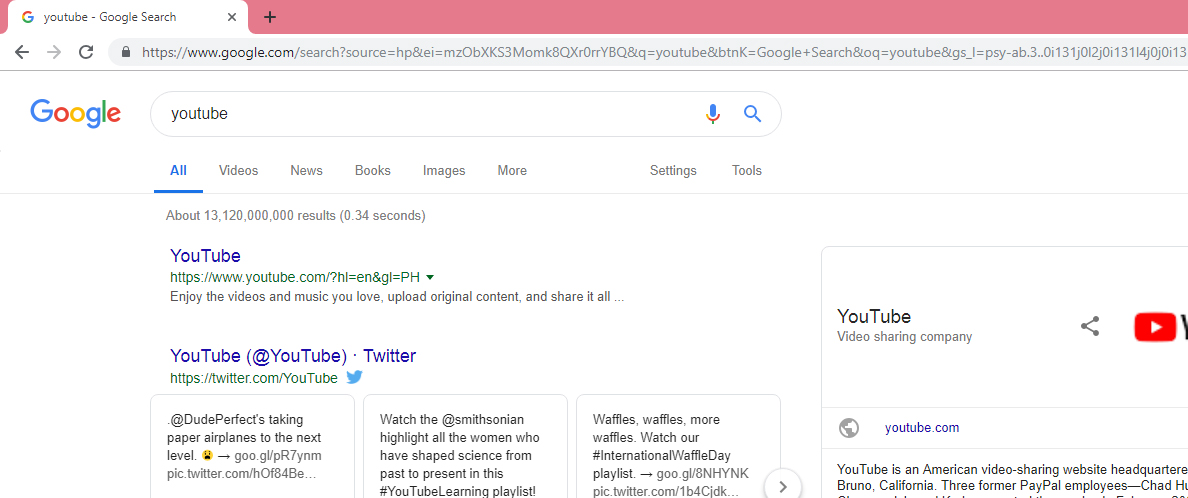 youtube - Google Search
https://www.google.com/search?source=hp&ei=mzObXKS3Momk8QXr0rrYBQ&q=youtube&btnK=Google+Search&oq=youtube&gs_l=psy-ab.3..0i131j0l2j0i131l4j0j0i13
Google
youtube
All Videos News Books Images More Settings Tools
About 13,120,000,000 results (0.34 seconds)
YouTube
https://www.youtube.com/?hl=en&gl=PH
Enjoy the videos and music you love, upload original content, and share it all ...
YouTube (@YouTube) · Twitter
https://twitter.com/YouTube
.@DudePerfect's taking
paper airplanes to the next
level. 😫 → goo.gl/pR7ynm
pic.twitter.com/hOf84Be...
Watch the @smithsonian
highlight all the women who
have shaped science from
past to present in this
#YouTubeLearning playlist!
Waffles, waffles, more
waffles. Watch our
#InternationalWaffleDay
playlist. → goo.gl/8NHYNK
pic.twitter.com/1b4Cjdk...
YouTube
Video sharing company
youtube.com
YouTube is an American video-sharing website headquartere
Bruno, California. Three former PayPal employees—Chad Hu